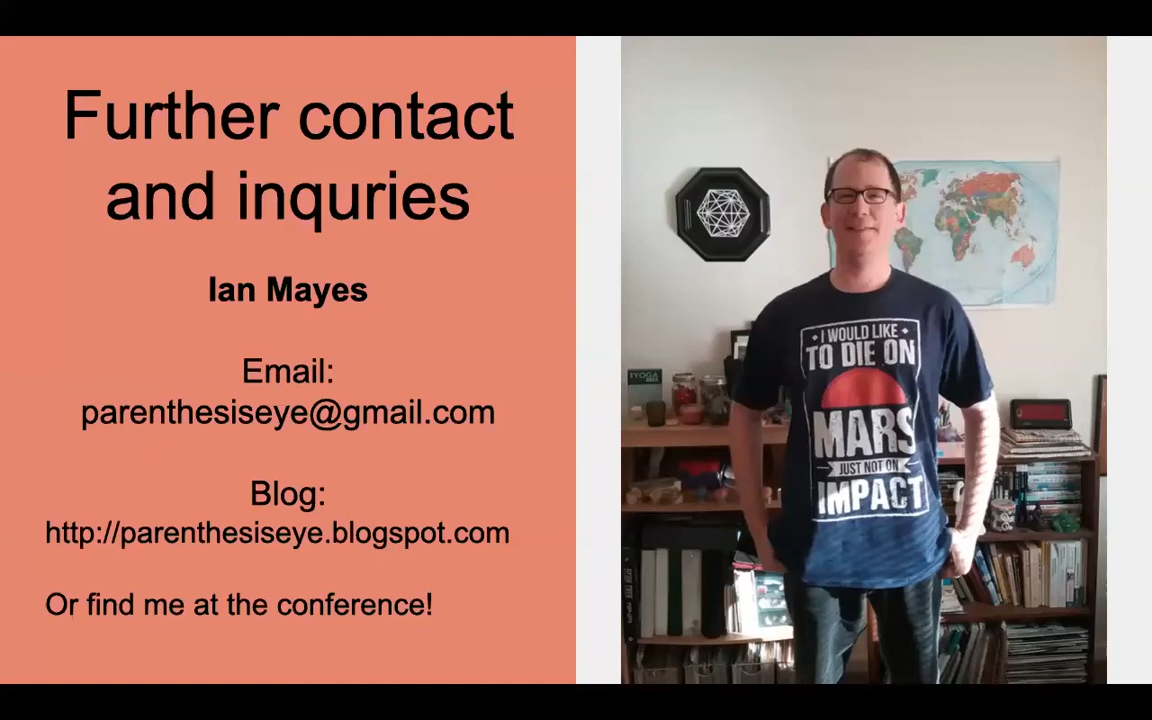 Further contact
and inquries
Ian Mayes
Email:
parenthesiseye@gmail.com
Blog:
http://parenthesiseye.blogspot.com
Or find me at the conference!
I WOULD LIKE
TO DIE ON
MARS
JUST NOT ON
IMPACT
YOGA